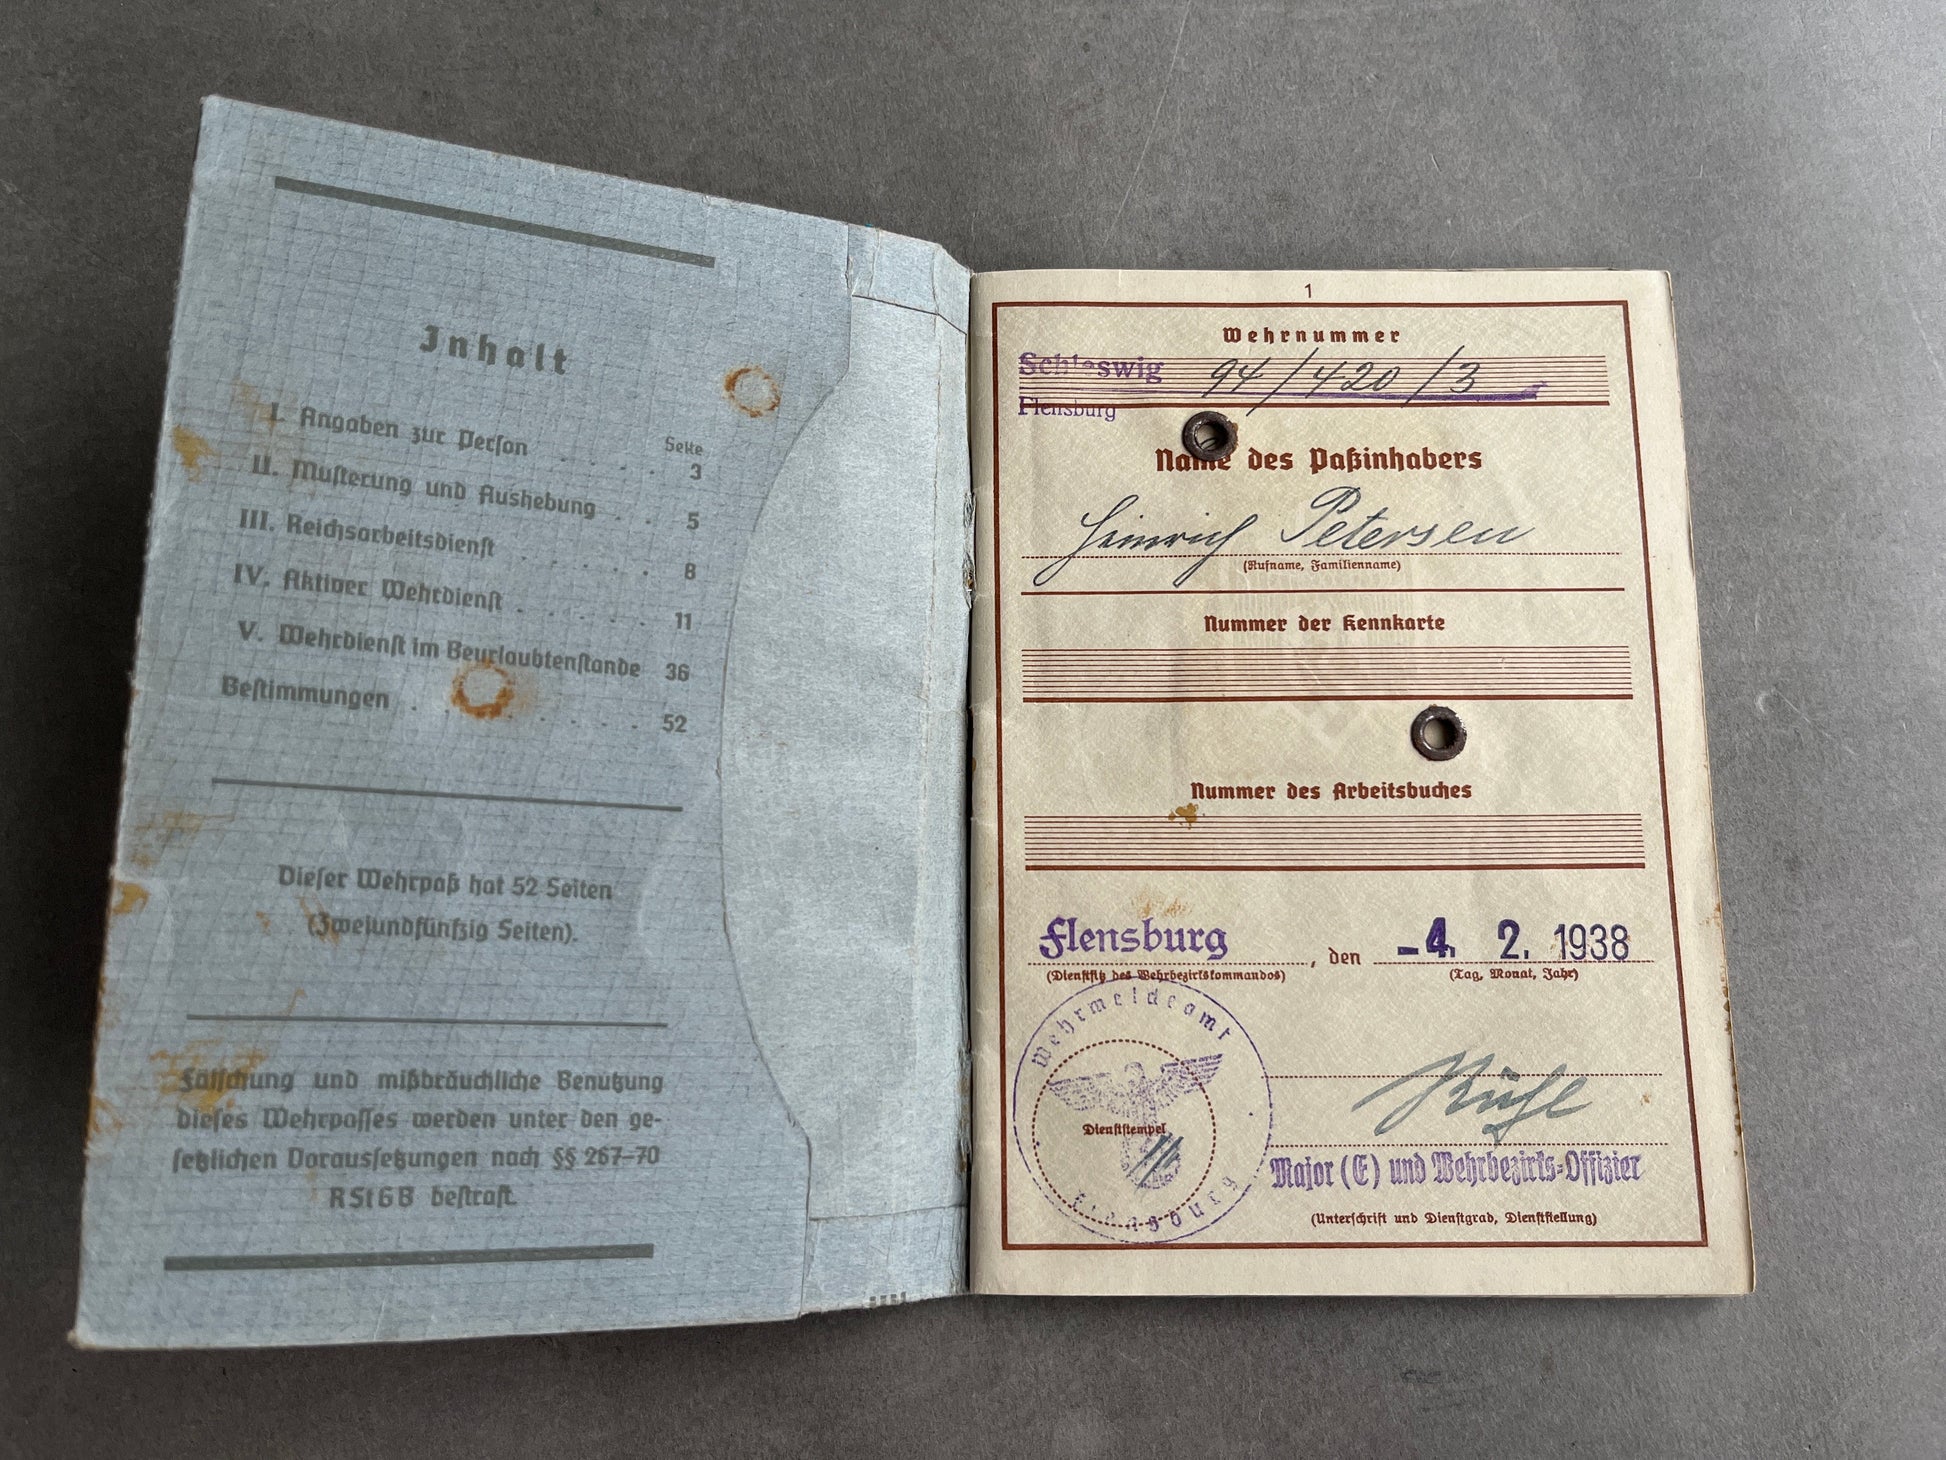 Inhalt
Seite
I. Angaben zur Person . . . . . . 3
II. Musterung und Aushebung . . 5
III. Reichsarbeitsdienst . . . . . . . 8
IV. Aktiver Wehrdienst . . . . . . . 11
V. Wehrdienst im Beurlaubtenstande 36
Bestimmungen . . . . . . . . . . 52
Dieser Wehrpaß hat 52 Seiten
(Zweiundfünfzig Seiten).
Fälschung und mißbräuchliche Benutzung
dieses Wehrpasses werden unter den ge-
setzlichen Voraussetzungen nach §§ 267–70
RStGB bestraft.
1
Wehrnummer
Schleswig 94/420/3
Flensburg
Name des Paßinhabers
Heinrich Petersen
(Rufname, Familienname)
Nummer der Kennkarte
Nummer des Arbeitsbuches
Flensburg, den -4. 2. 1938
(Dienstsitz des Wehrbezirkskommandos) (Tag, Monat, Jahr)
Wehrmeldeamt
Dienststempel
Flensburg
Major (E) und Wehrbezirks-Offizier
(Unterschrift und Dienstgrad, Dienststellung)